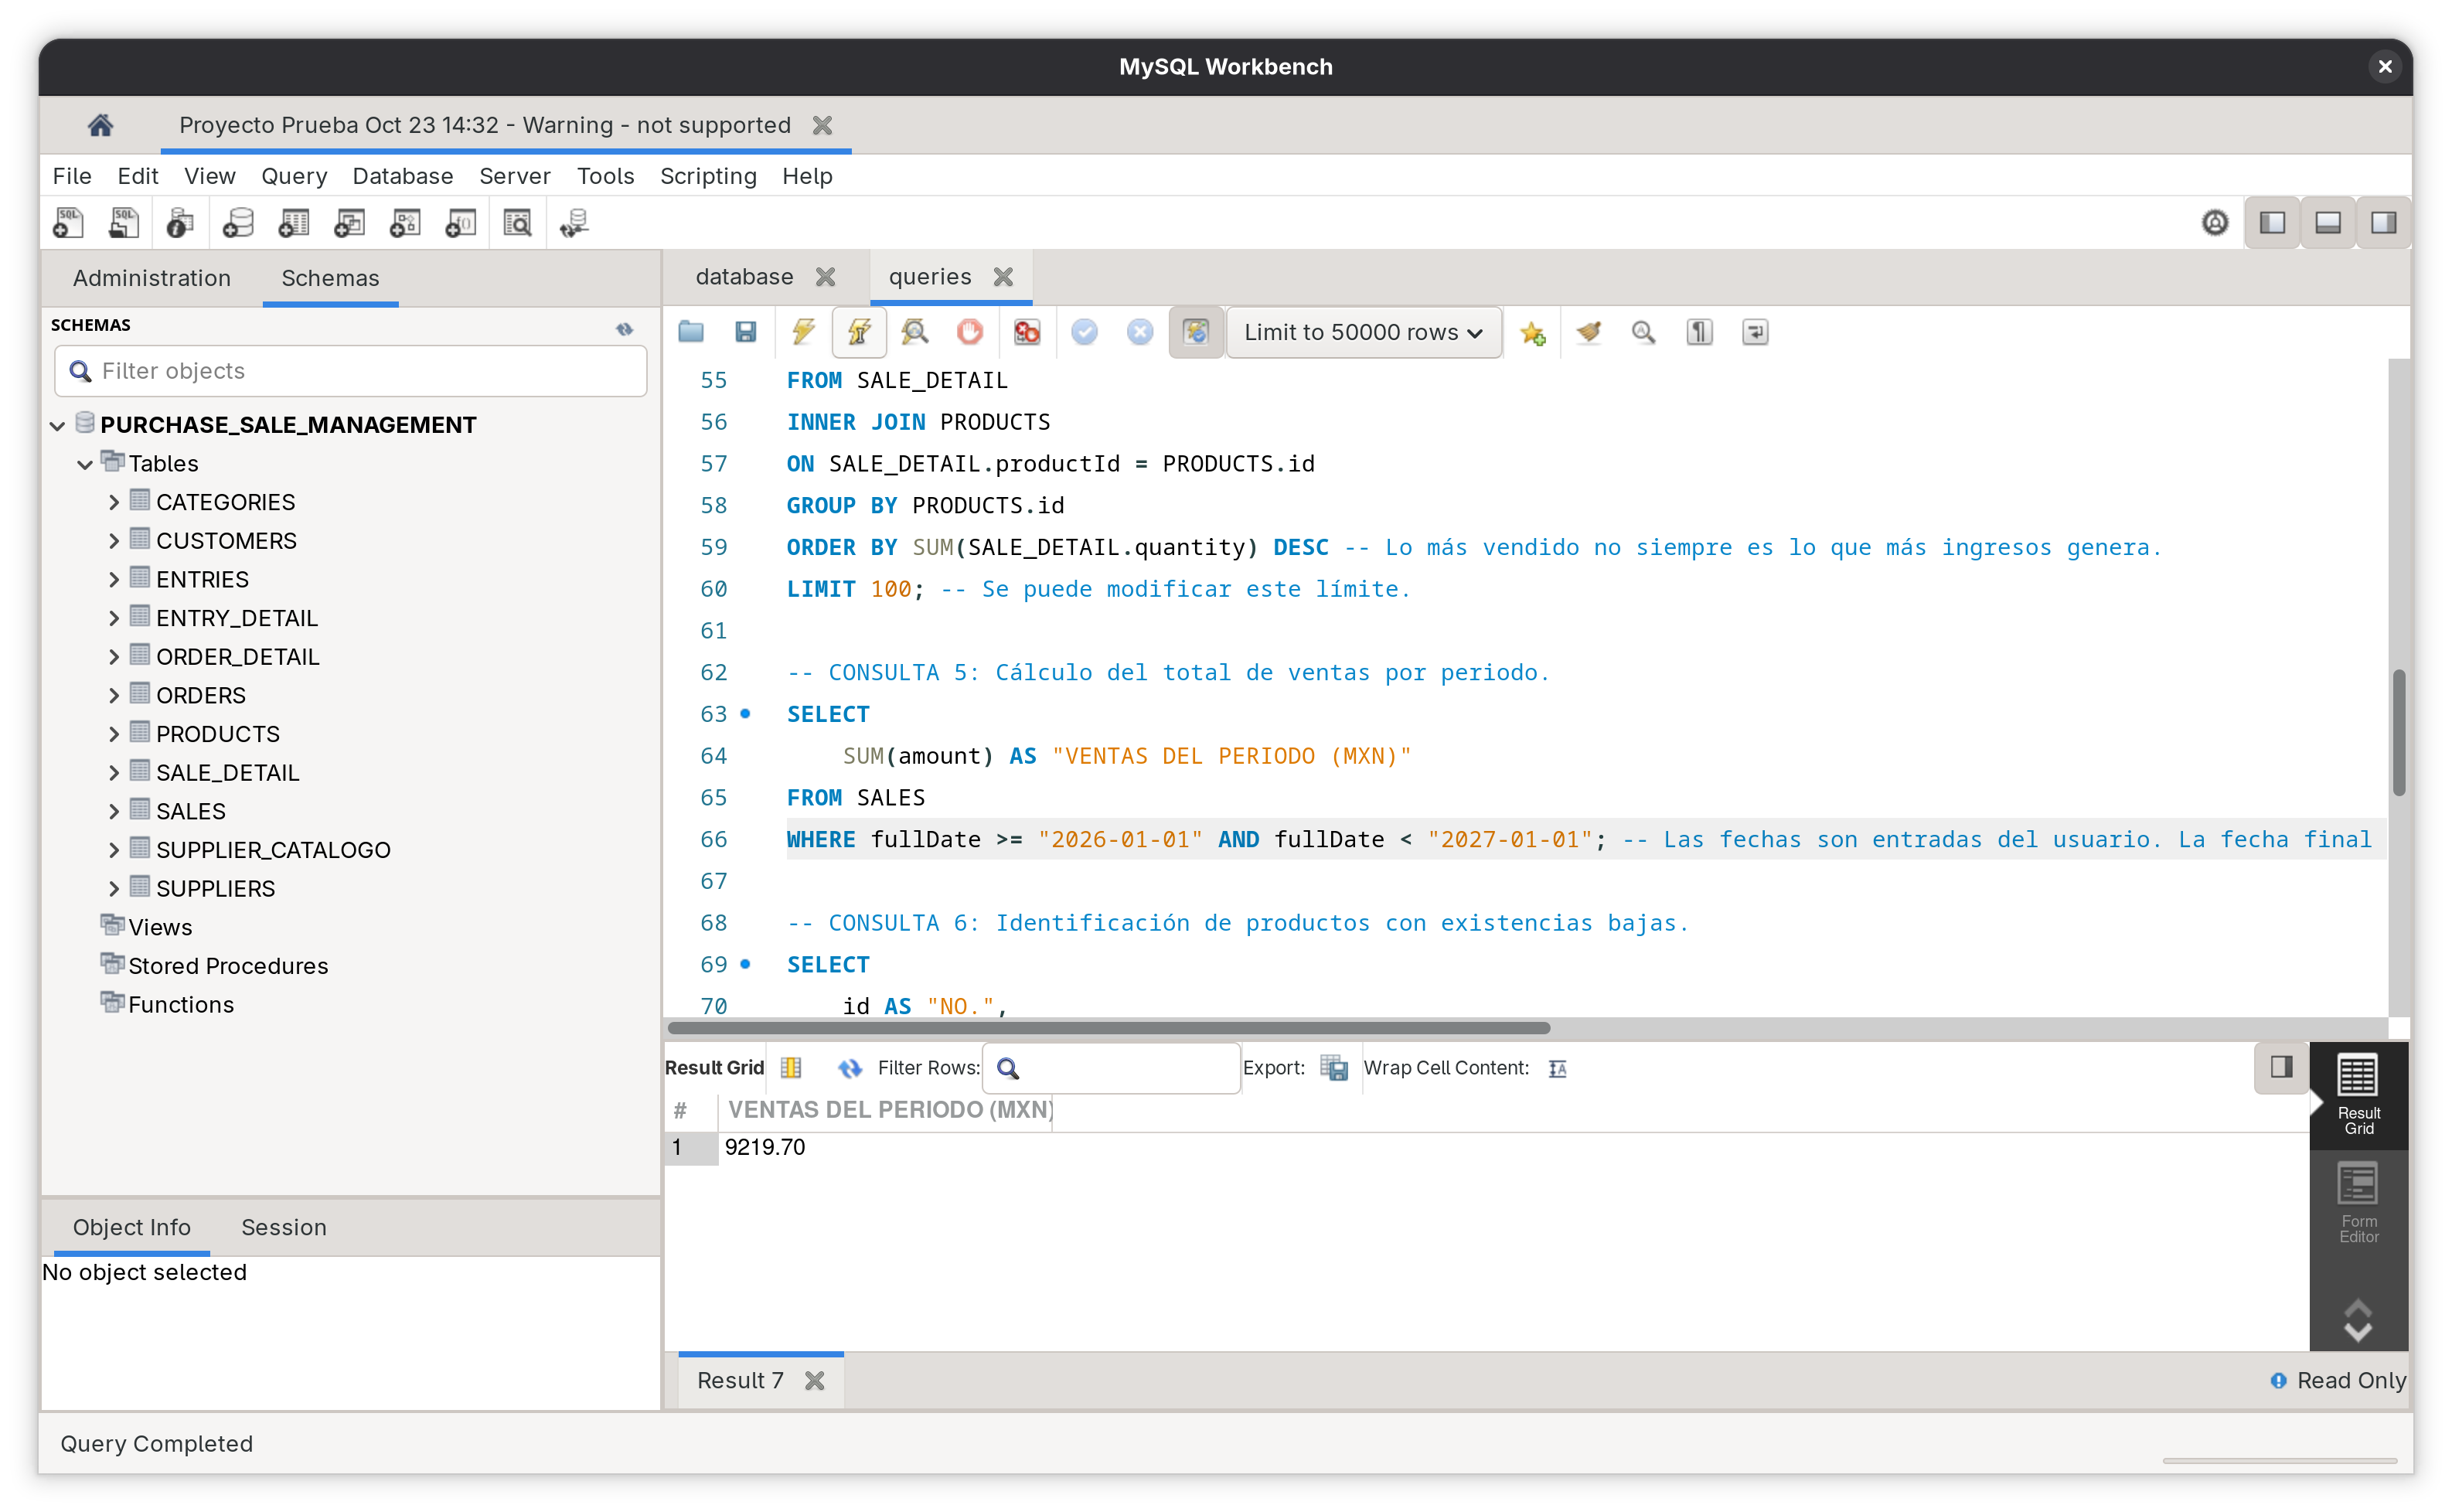 MySQL Workbench
Proyecto Prueba Oct 23 14:32 - Warning - not supported
File Edit View Query Database Server Tools Scripting Help
Administration Schemas
SCHEMAS
Filter objects
PURCHASE_SALE_MANAGEMENT
Tables
CATEGORIES
CUSTOMERS
ENTRIES
ENTRY_DETAIL
ORDER_DETAIL
ORDERS
PRODUCTS
SALE_DETAIL
SALES
SUPPLIER_CATALOGO
SUPPLIERS
Views
Stored Procedures
Functions
Object Info Session
No object selected
database queries
Limit to 50000 rows
55 FROM SALE_DETAIL
56 INNER JOIN PRODUCTS
57 ON SALE_DETAIL.productId = PRODUCTS.id
58 GROUP BY PRODUCTS.id
59 ORDER BY SUM(SALE_DETAIL.quantity) DESC -- Lo más vendido no siempre es lo que más ingresos genera.
60 LIMIT 100; -- Se puede modificar este límite.
61
62 -- CONSULTA 5: Cálculo del total de ventas por periodo.
63 SELECT
64 SUM(amount) AS "VENTAS DEL PERIODO (MXN)"
65 FROM SALES
66 WHERE fullDate >= "2026-01-01" AND fullDate < "2027-01-01"; -- Las fechas son entradas del usuario. La fecha final
67
68 -- CONSULTA 6: Identificación de productos con existencias bajas.
69 SELECT
70 id AS "NO.",
Result Grid Filter Rows: Export: Wrap Cell Content:
# VENTAS DEL PERIODO (MXN)
1 9219.70
Result Grid
Form Editor
Result 7 Read Only
Query Completed